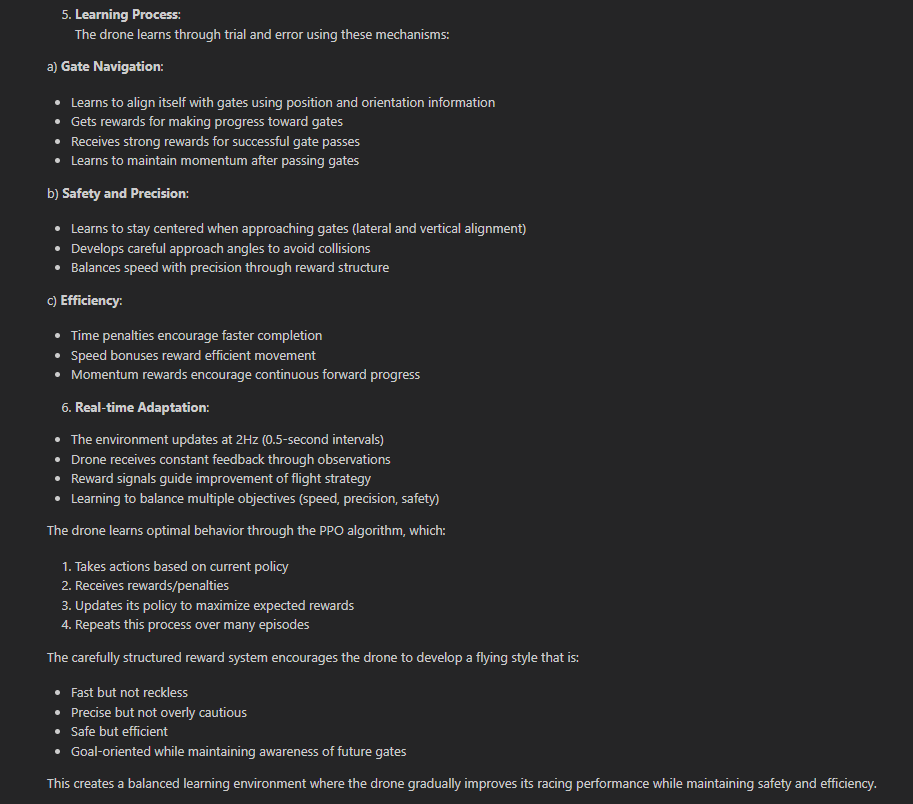 5. Learning Process:
The drone learns through trial and error using these mechanisms:
a) Gate Navigation:
• Learns to align itself with gates using position and orientation information
• Gets rewards for making progress toward gates
• Receives strong rewards for successful gate passes
• Learns to maintain momentum after passing gates
b) Safety and Precision:
• Learns to stay centered when approaching gates (lateral and vertical alignment)
• Develops careful approach angles to avoid collisions
• Balances speed with precision through reward structure
c) Efficiency:
• Time penalties encourage faster completion
• Speed bonuses reward efficient movement
• Momentum rewards encourage continuous forward progress
6. Real-time Adaptation:
• The environment updates at 2Hz (0.5-second intervals)
• Drone receives constant feedback through observations
• Reward signals guide improvement of flight strategy
• Learning to balance multiple objectives (speed, precision, safety)
The drone learns optimal behavior through the PPO algorithm, which:
1. Takes actions based on current policy
2. Receives rewards/penalties
3. Updates its policy to maximize expected rewards
4. Repeats this process over many episodes
The carefully structured reward system encourages the drone to develop a flying style that is:
• Fast but not reckless
• Precise but not overly cautious
• Safe but efficient
• Goal-oriented while maintaining awareness of future gates
This creates a balanced learning environment where the drone gradually improves its racing performance while maintaining safety and efficiency.